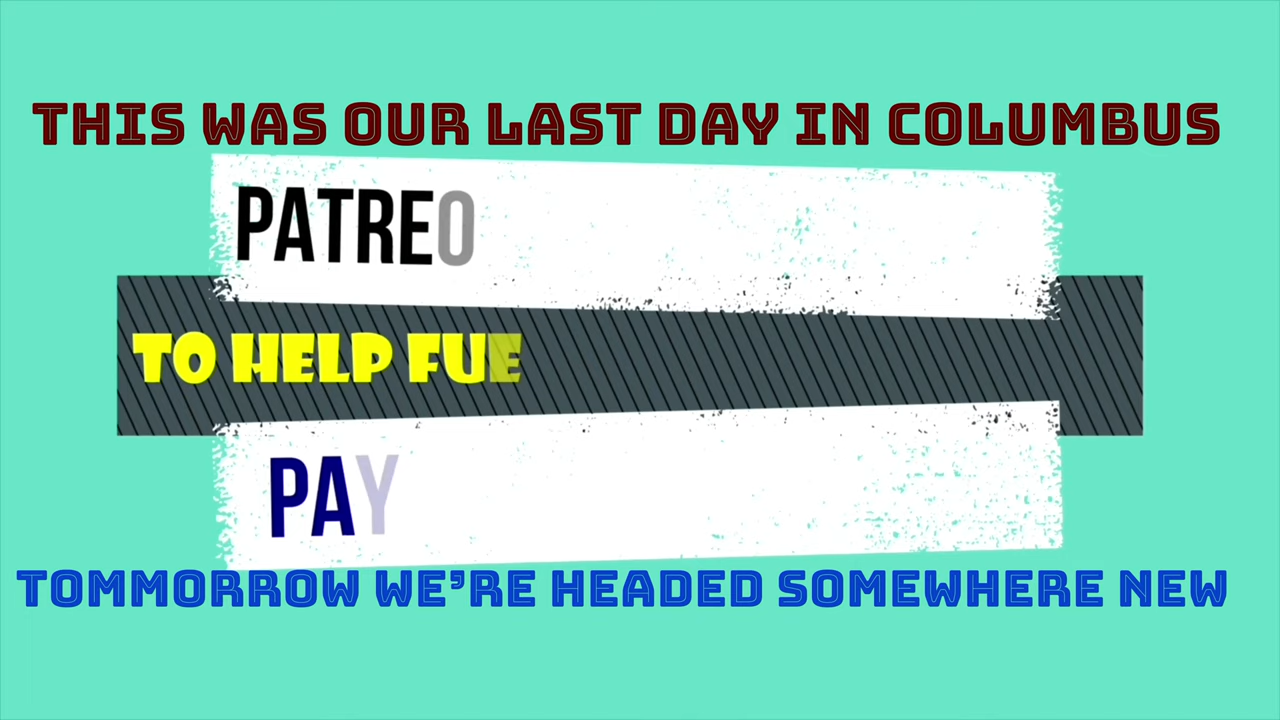 THIS WAS OUR LAST DAY IN COLUMBUS
PATREO
TO HELP FUE
PAY
TOMMORROW WE'RE HEADED SOMEWHERE NEW